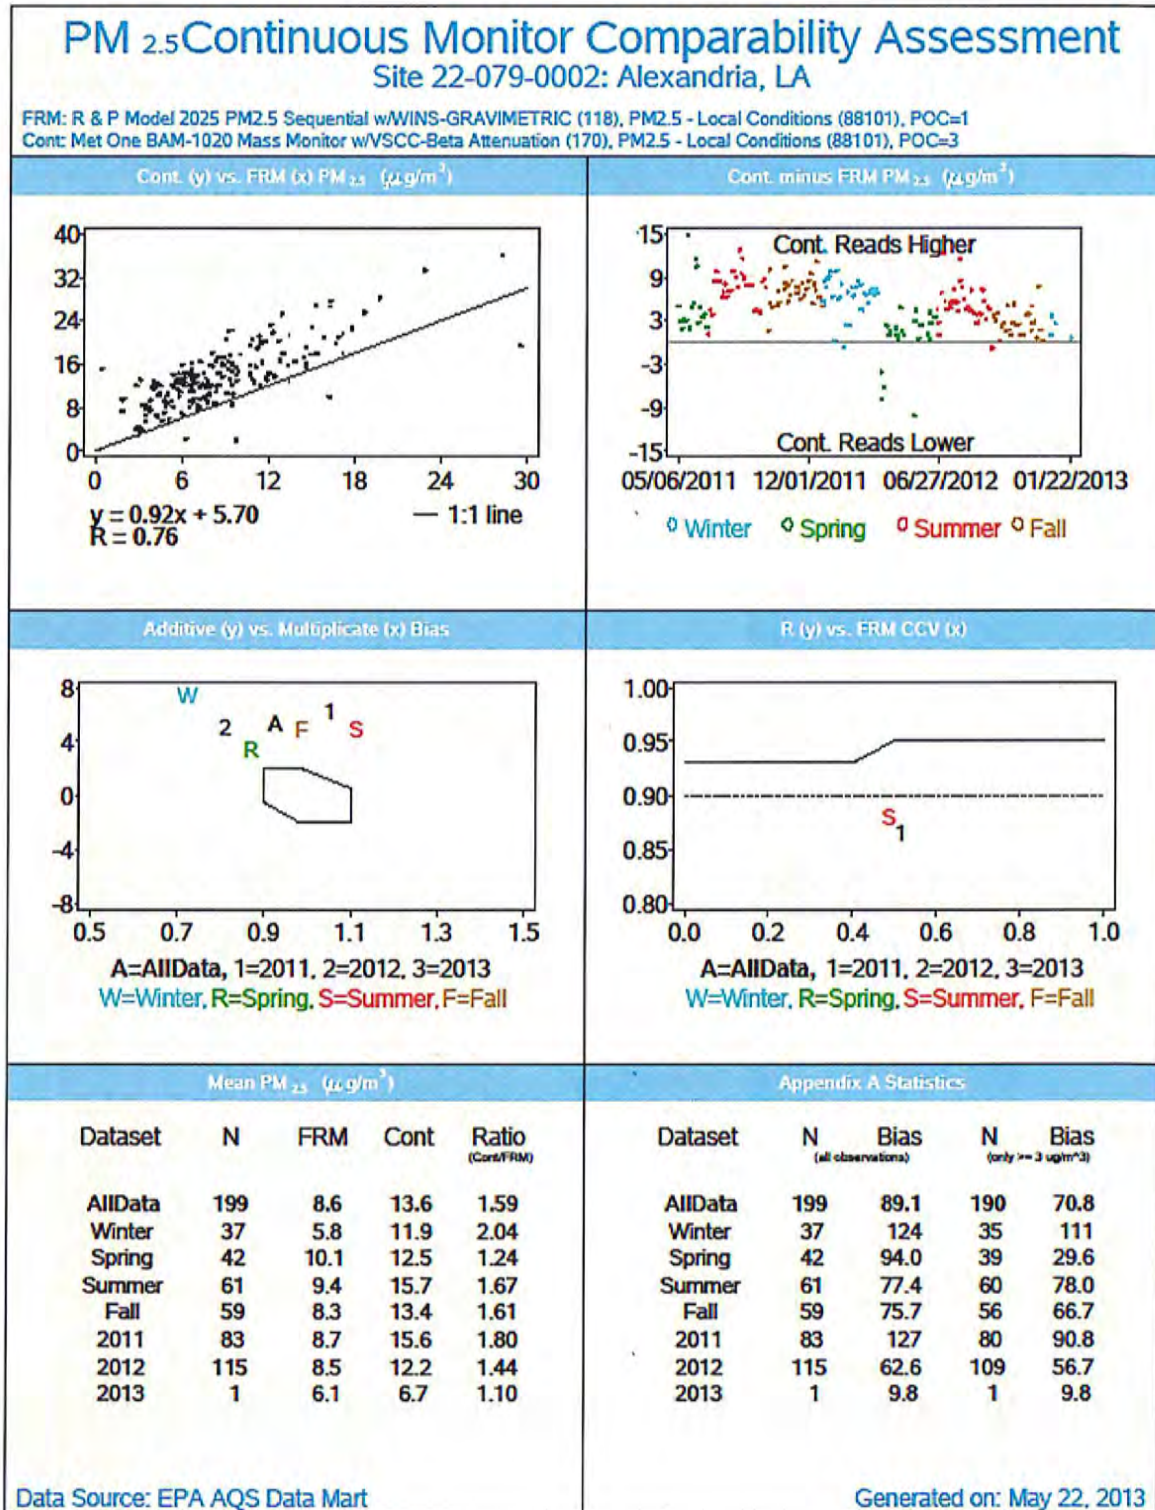 PM 2.5 Continuous Monitor Comparability Assessment
Site 22-079-0002: Alexandria, LA
FRM: R & P Model 2025 PM2.5 Sequential w/WINS-GRAVIMETRIC (118), PM2.5 - Local Conditions (88101), POC=1
Cont: Met One BAM-1020 Mass Monitor w/VSCC-Beta Attenuation (170), PM2.5 - Local Conditions (88101), POC=3
Cont. (y) vs. FRM (x) PM 2.5 (µg/m³)
40
32
24
16
8
0
0 6 12 18 24 30
y = 0.92x + 5.70
R = 0.76
— 1:1 line
Cont. minus FRM PM 2.5 (µg/m³)
15
9
3
-3
-9
-15
Cont. Reads Higher
Cont. Reads Lower
05/06/2011 12/01/2011 06/27/2012 01/22/2013
Winter Spring Summer Fall
Additive (y) vs. Multiplicate (x) Bias
8
4
0
-4
-8
W
2
R
A
F
1
S
0.5 0.7 0.9 1.1 1.3 1.5
A=AllData, 1=2011, 2=2012, 3=2013
W=Winter, R=Spring, S=Summer, F=Fall
R (y) vs. FRM CCV (x)
1.00
0.95
0.90
0.85
0.80
S
1
0.0 0.2 0.4 0.6 0.8 1.0
A=AllData, 1=2011, 2=2012, 3=2013
W=Winter, R=Spring, S=Summer, F=Fall
Mean PM 2.5 (µg/m³)
Dataset N FRM Cont Ratio
(Cont/FRM)
AllData 199 8.6 13.6 1.59
Winter 37 5.8 11.9 2.04
Spring 42 10.1 12.5 1.24
Summer 61 9.4 15.7 1.67
Fall 59 8.3 13.4 1.61
2011 83 8.7 15.6 1.80
2012 115 8.5 12.2 1.44
2013 1 6.1 6.7 1.10
Appendix A Statistics
Dataset N Bias N Bias
(all observations) (only >= 3 ug/m^3)
AllData 199 89.1 190 70.8
Winter 37 124 35 111
Spring 42 94.0 39 29.6
Summer 61 77.4 60 78.0
Fall 59 75.7 56 66.7
2011 83 127 80 90.8
2012 115 62.6 109 56.7
2013 1 9.8 1 9.8
Data Source: EPA AQS Data Mart
Generated on: May 22, 2013